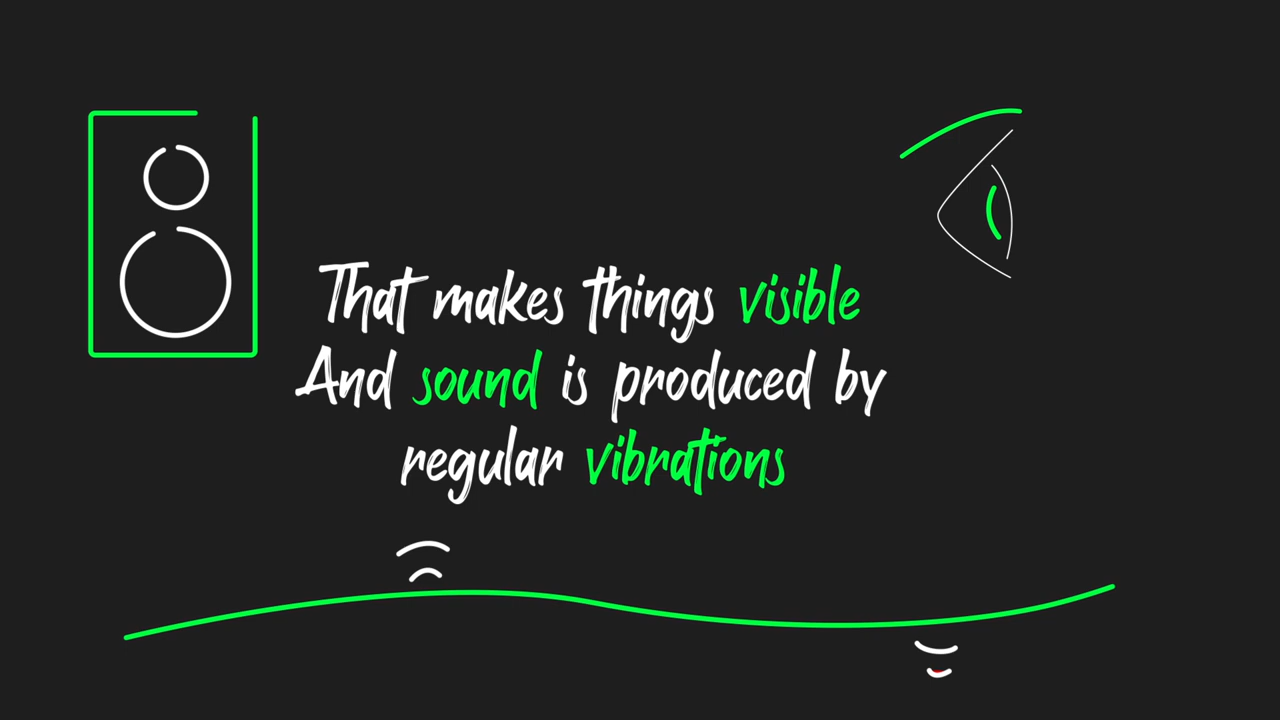 That makes things visible
And sound is produced by
regular vibrations